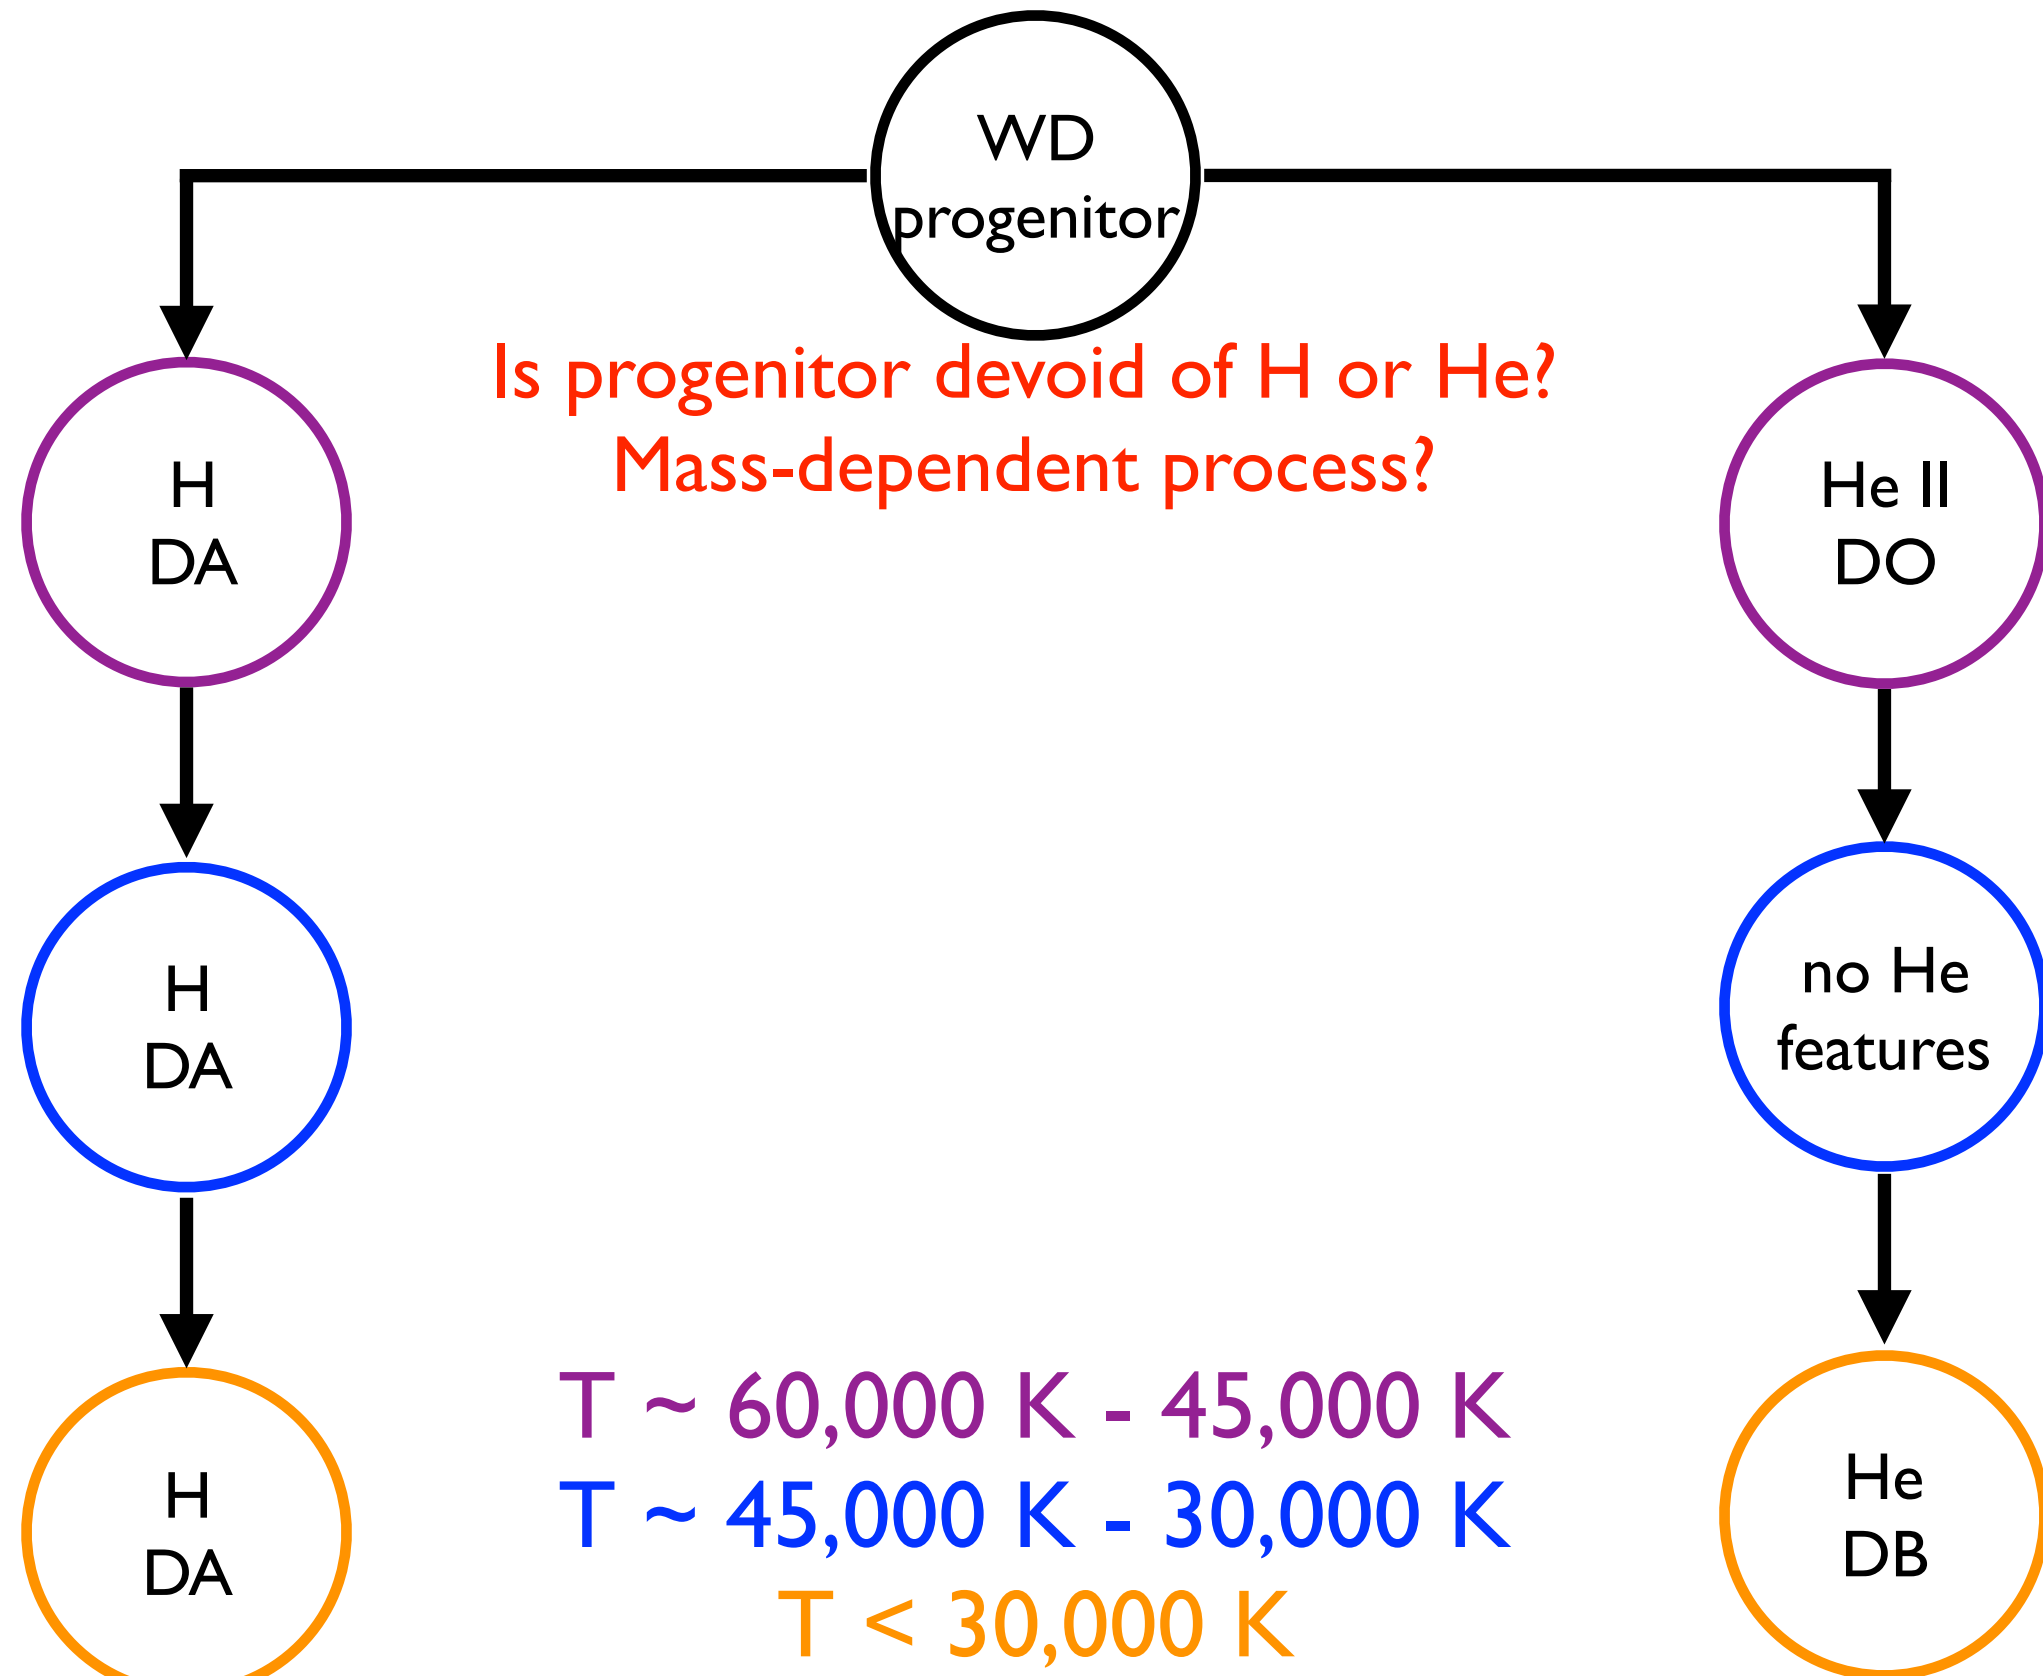 WD
progenitor
Is progenitor devoid of H or He?
Mass-dependent process?
H
DA
He II
DO
H
DA
no He
features
H
DA
He
DB
T ~ 60,000 K - 45,000 K
T ~ 45,000 K - 30,000 K
T < 30,000 K